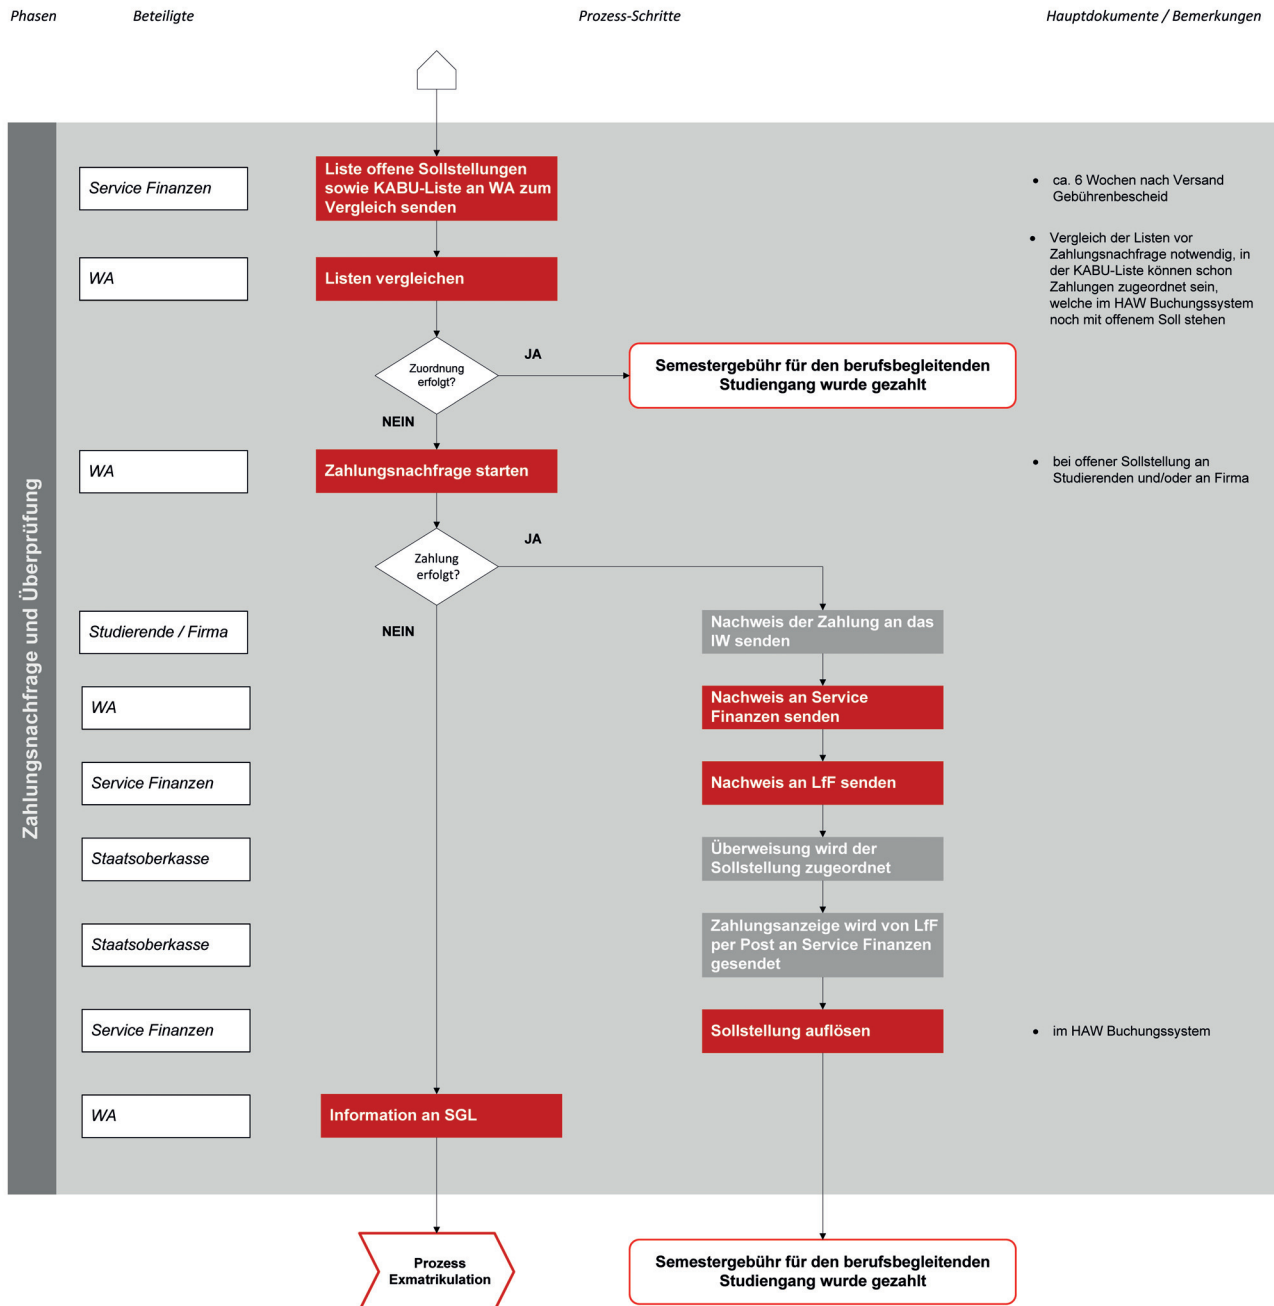 Phasen
Beteiligte
Prozess-Schritte
Hauptdokumente / Bemerkungen
Zahlungsnachfrage und Überprüfung
Service Finanzen
Liste offene Sollstellungen
sowie KABU-Liste an WA zum
Vergleich senden
• ca. 6 Wochen nach Versand
Gebührenbescheid
WA
Listen vergleichen
• Vergleich der Listen vor
Zahlungsnachfrage notwendig, in
der KABU-Liste können schon
Zahlungen zugeordnet sein,
welche im HAW Buchungssystem
noch mit offenem Soll stehen
Zuordnung
erfolgt?
JA
Semestergebühr für den berufsbegleitenden
Studiengang wurde gezahlt
NEIN
WA
Zahlungsnachfrage starten
• bei offener Sollstellung an
Studierenden und/oder an Firma
Zahlung
erfolgt?
JA
NEIN
Studierende / Firma
Nachweis der Zahlung an das
IW senden
WA
Nachweis an Service
Finanzen senden
Service Finanzen
Nachweis an LfF senden
Staatsoberkasse
Überweisung wird der
Sollstellung zugeordnet
Staatsoberkasse
Zahlungsanzeige wird von LfF
per Post an Service Finanzen
gesendet
Service Finanzen
Sollstellung auflösen
• im HAW Buchungssystem
WA
Information an SGL
Prozess
Exmatrikulation
Semestergebühr für den berufsbegleitenden
Studiengang wurde gezahlt